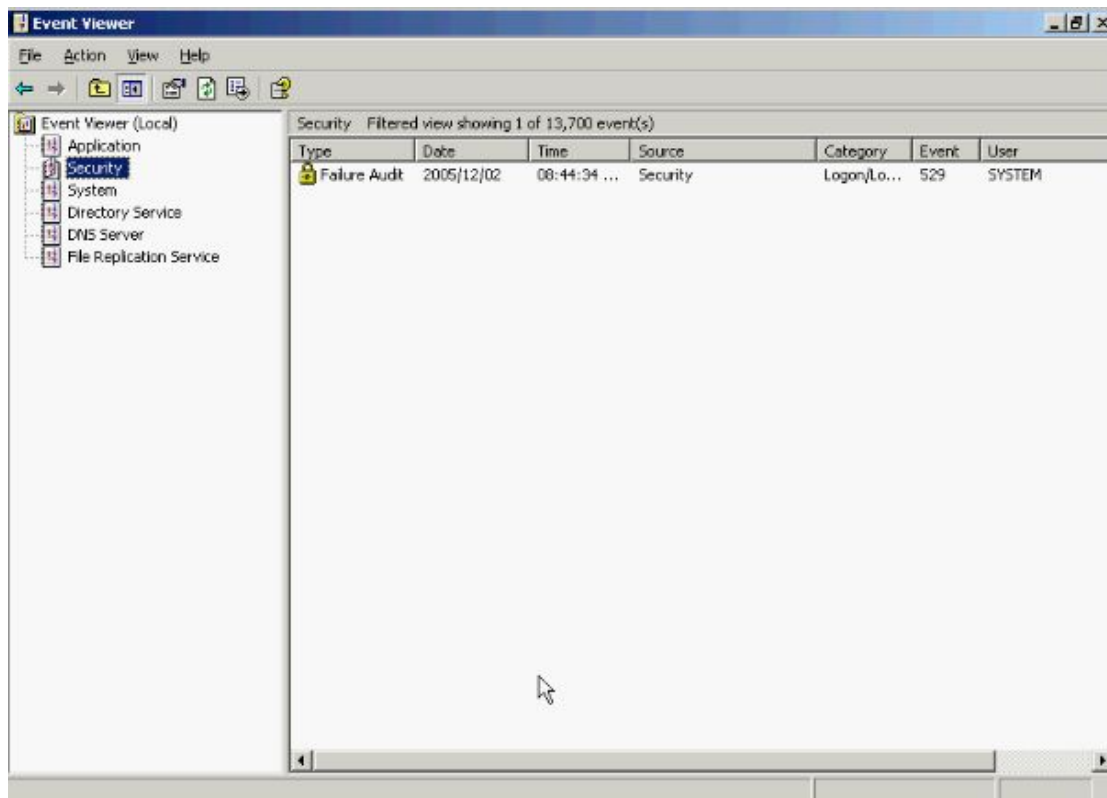 Event Viewer
File Action View Help
Event Viewer (Local)
Application
Security
System
Directory Service
DNS Server
File Replication Service
Security Filtered view showing 1 of 13,700 event(s)
Type Date Time Source Category Event User
Failure Audit 2005/12/02 08:44:34 ... Security Logon/Lo... 529 SYSTEM